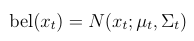 bel(x_t) = N(x_t; μ_t, Σ_t)